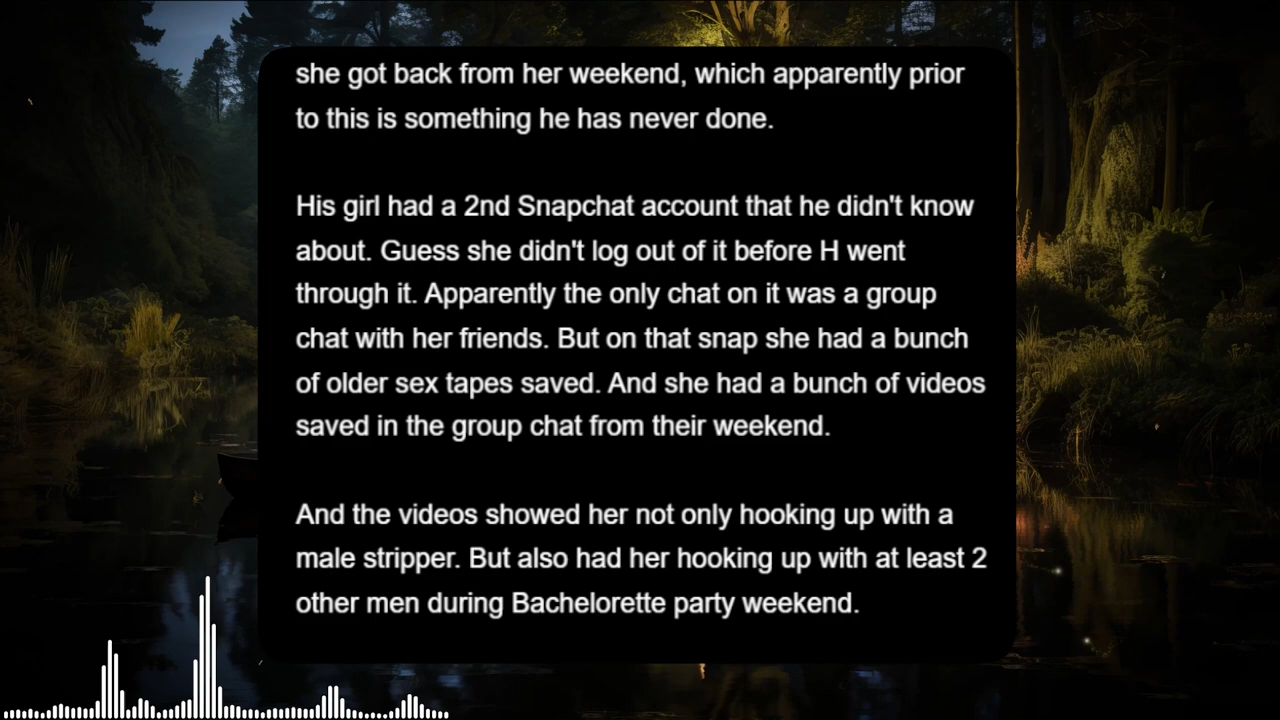 she got back from her weekend, which apparently prior
to this is something he has never done.
His girl had a 2nd Snapchat account that he didn't know
about. Guess she didn't log out of it before H went
through it. Apparently the only chat on it was a group
chat with her friends. But on that snap she had a bunch
of older sex tapes saved. And she had a bunch of videos
saved in the group chat from their weekend.
And the videos showed her not only hooking up with a
male stripper. But also had her hooking up with at least 2
other men during Bachelorette party weekend.